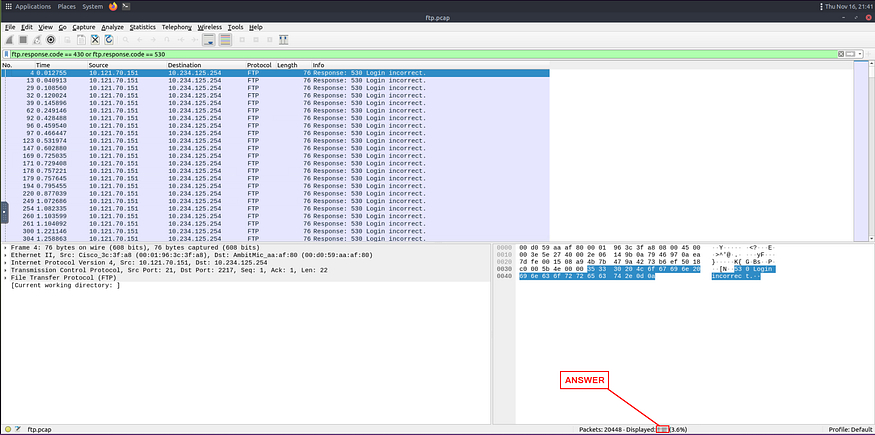 Applications Places System Thu Nov 16, 21:41
ftp.pcap
File Edit View Go Capture Analyze Statistics Telephony Wireless Tools Help
ftp.response.code == 430 or ftp.response.code == 530
No. Time Source Destination Protocol Length Info
4 0.012755 10.121.70.151 10.234.125.254 FTP 76 Response: 530 Login incorrect.
13 0.040913 10.121.70.151 10.234.125.254 FTP 76 Response: 530 Login incorrect.
29 0.108560 10.121.70.151 10.234.125.254 FTP 76 Response: 530 Login incorrect.
32 0.120024 10.121.70.151 10.234.125.254 FTP 76 Response: 530 Login incorrect.
39 0.145896 10.121.70.151 10.234.125.254 FTP 76 Response: 530 Login incorrect.
62 0.249146 10.121.70.151 10.234.125.254 FTP 76 Response: 530 Login incorrect.
92 0.428488 10.121.70.151 10.234.125.254 FTP 76 Response: 530 Login incorrect.
96 0.459540 10.121.70.151 10.234.125.254 FTP 76 Response: 530 Login incorrect.
97 0.466447 10.121.70.151 10.234.125.254 FTP 76 Response: 530 Login incorrect.
123 0.531974 10.121.70.151 10.234.125.254 FTP 76 Response: 530 Login incorrect.
147 0.602880 10.121.70.151 10.234.125.254 FTP 76 Response: 530 Login incorrect.
169 0.725035 10.121.70.151 10.234.125.254 FTP 76 Response: 530 Login incorrect.
171 0.729408 10.121.70.151 10.234.125.254 FTP 76 Response: 530 Login incorrect.
178 0.757221 10.121.70.151 10.234.125.254 FTP 76 Response: 530 Login incorrect.
179 0.757645 10.121.70.151 10.234.125.254 FTP 76 Response: 530 Login incorrect.
194 0.795455 10.121.70.151 10.234.125.254 FTP 76 Response: 530 Login incorrect.
220 0.877039 10.121.70.151 10.234.125.254 FTP 76 Response: 530 Login incorrect.
249 1.072686 10.121.70.151 10.234.125.254 FTP 76 Response: 530 Login incorrect.
254 1.082335 10.121.70.151 10.234.125.254 FTP 76 Response: 530 Login incorrect.
260 1.103599 10.121.70.151 10.234.125.254 FTP 76 Response: 530 Login incorrect.
261 1.104092 10.121.70.151 10.234.125.254 FTP 76 Response: 530 Login incorrect.
300 1.221146 10.121.70.151 10.234.125.254 FTP 76 Response: 530 Login incorrect.
304 1.258863 10.121.70.151 10.234.125.254 FTP 76 Response: 530 Login incorrect.
Frame 4: 76 bytes on wire (608 bits), 76 bytes captured (608 bits)
Ethernet II, Src: Cisco_3c:3f:a8 (00:01:96:3c:3f:a8), Dst: AmbitMic_aa:af:80 (00:d0:59:aa:af:80)
Internet Protocol Version 4, Src: 10.121.70.151, Dst: 10.234.125.254
Transmission Control Protocol, Src Port: 21, Dst Port: 2217, Seq: 1, Ack: 1, Len: 22
File Transfer Protocol (FTP)
[Current working directory: ]
0000 00 d0 59 aa af 80 00 01 96 3c 3f a8 08 00 45 00
0010 00 3e 5e 27 40 00 2e 06 14 9b 0a 79 46 97 0a ea
0020 7d fe 00 15 08 a9 4b 7b 47 9a 42 73 b6 ef 50 18
0030 c0 00 5b 4e 00 00 35 33 30 20 4c 6f 67 69 6e 20
0040 69 6e 63 6f 72 72 65 63 74 2e 0d 0a
ANSWER
ftp.pcap Packets: 20448 · Displayed: (3.6%) Profile: Default